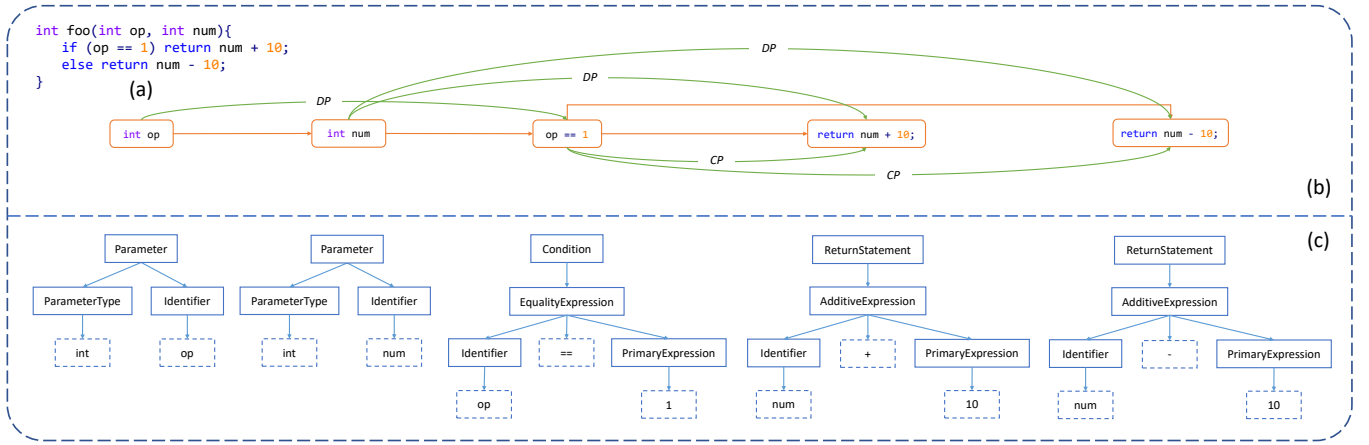 int foo(int op, int num){
if (op == 1) return num + 10;
else return num - 10;
}
(a)
DP
DP
DP
int op
int num
op == 1
return num + 10;
return num - 10;
CP
CP
(b)
(c)
Parameter
Parameter
Condition
ReturnStatement
ReturnStatement
ParameterType
Identifier
ParameterType
Identifier
EqualityExpression
AdditiveExpression
AdditiveExpression
int
op
int
num
Identifier
==
PrimaryExpression
Identifier
+
PrimaryExpression
Identifier
-
PrimaryExpression
op
1
num
10
num
10